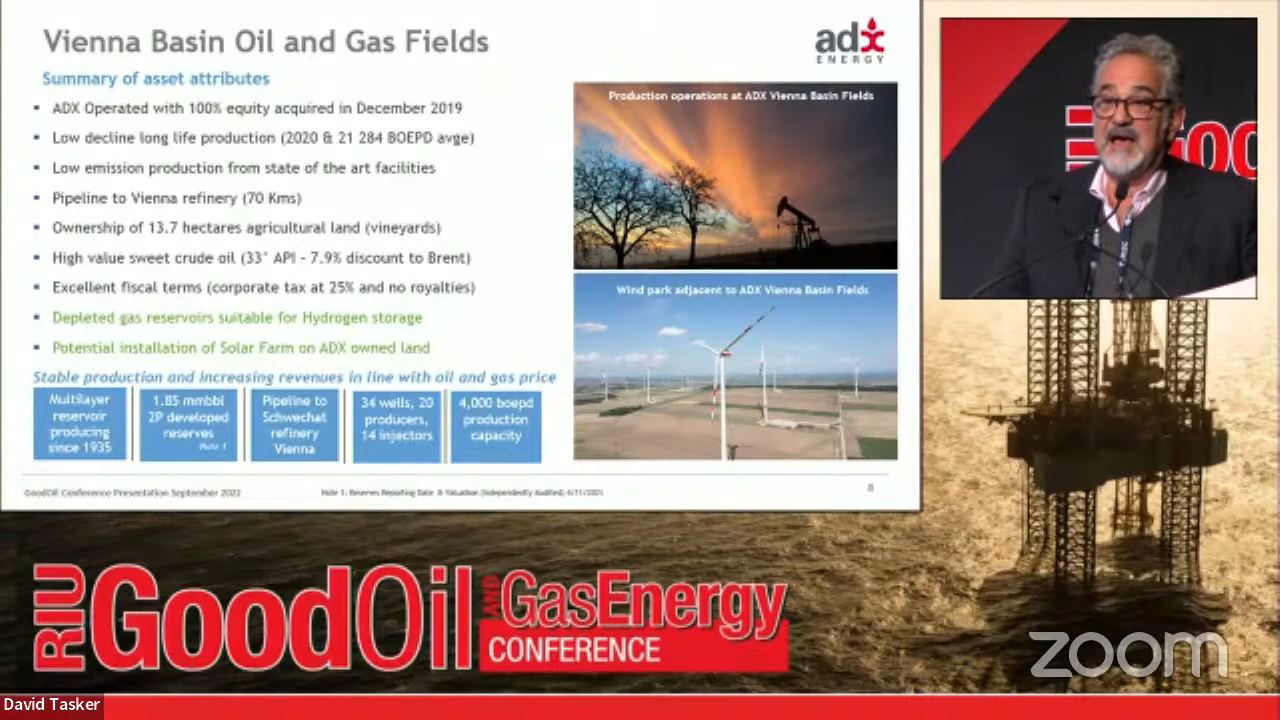 Vienna Basin Oil and Gas Fields
adx
ENERGY
Summary of asset attributes
ADX Operated with 100% equity acquired in December 2019
Low decline long life production (2020 & 21 284 BOEPD avge)
Low emission production from state of the art facilities
Pipeline to Vienna refinery (70 Kms)
Ownership of 13.7 hectares agricultural land (vineyards)
High value sweet crude oil (33° API - 7.9% discount to Brent)
Excellent fiscal terms (corporate tax at 25% and no royalties)
Depleted gas reservoirs suitable for Hydrogen storage
Potential installation of Solar Farm on ADX owned land
Stable production and increasing revenues in line with oil and gas price
Multilayer
reservoir
producing
since 1935
1.85 mmbbl
2P developed
reserves
Note 1
Pipeline to
Schwechat
refinery
Vienna
34 wells, 20
producers,
14 injectors
4,000 boepd
production
capacity
Production operations at ADX Vienna Basin Fields
Wind park adjacent to ADX Vienna Basin Fields
GoodOil Conference Presentation September 2022
Note 1: Reserves Reporting Date & Valuation (Independently Audited)
8
RIU
GoodOil
AND
GasEnergy
CONFERENCE
zoom
David Tasker